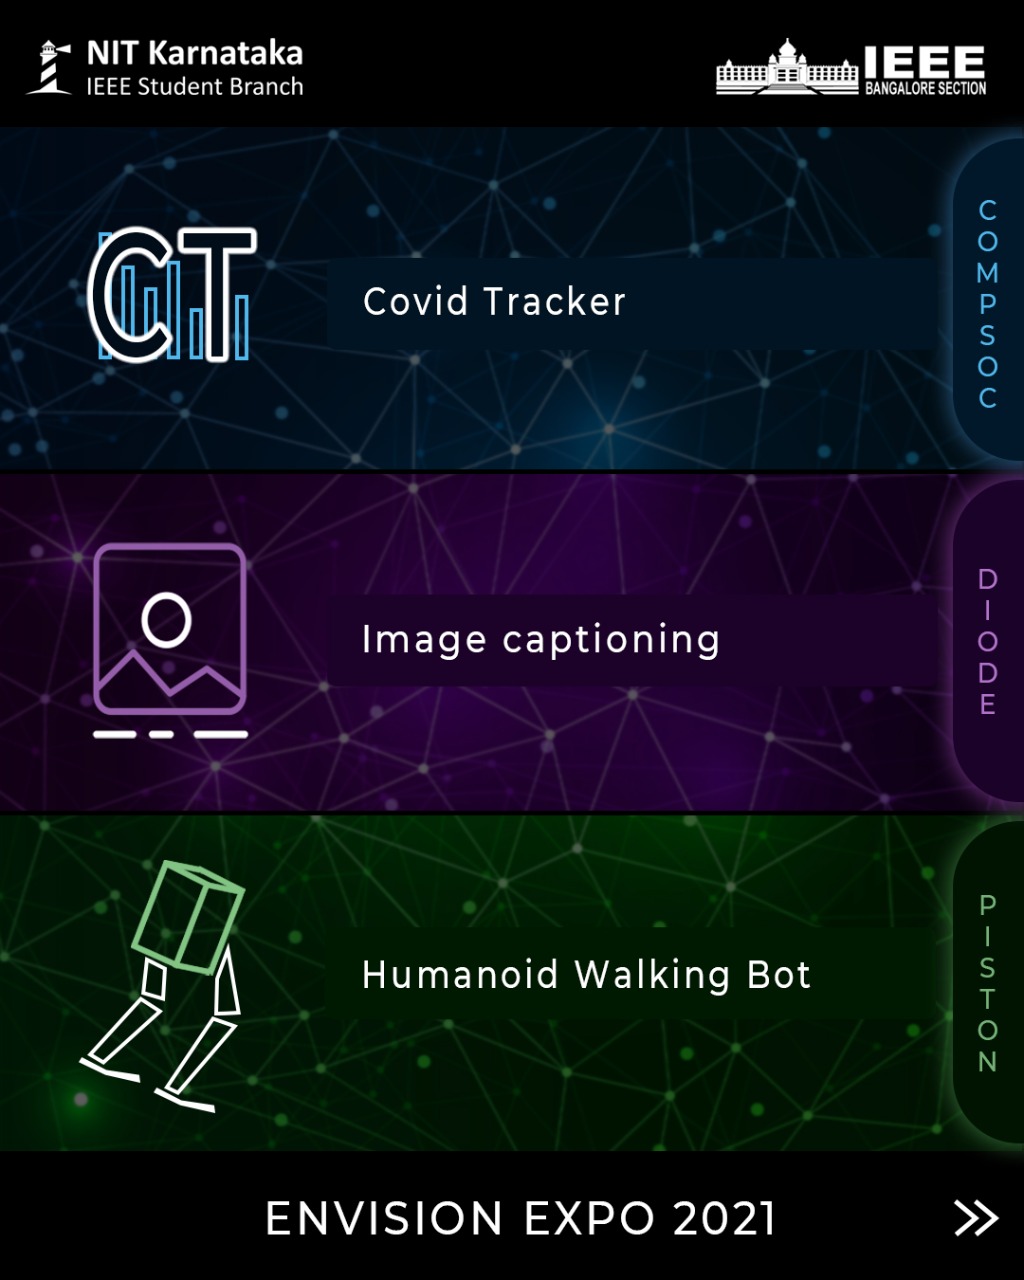 NIT Karnataka
IEEE Student Branch
IEEE
BANGALORE SECTION
CT
Covid Tracker
COMPSOC
Image captioning
DIODE
Humanoid Walking Bot
PISTON
ENVISION EXPO 2021